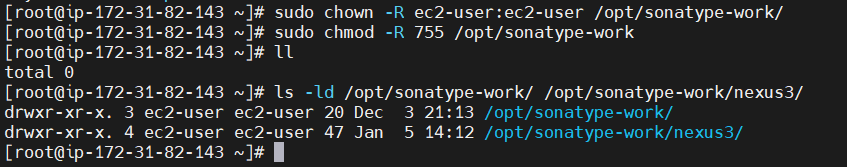 [root@ip-172-31-82-143 ~]# sudo chown -R ec2-user:ec2-user /opt/sonatype-work/
[root@ip-172-31-82-143 ~]# sudo chmod -R 755 /opt/sonatype-work
[root@ip-172-31-82-143 ~]# ll
total 0
[root@ip-172-31-82-143 ~]# ls -ld /opt/sonatype-work/ /opt/sonatype-work/nexus3/
drwxr-xr-x. 3 ec2-user ec2-user 20 Dec  3 21:13 /opt/sonatype-work/
drwxr-xr-x. 4 ec2-user ec2-user 47 Jan  5 14:12 /opt/sonatype-work/nexus3/
[root@ip-172-31-82-143 ~]#